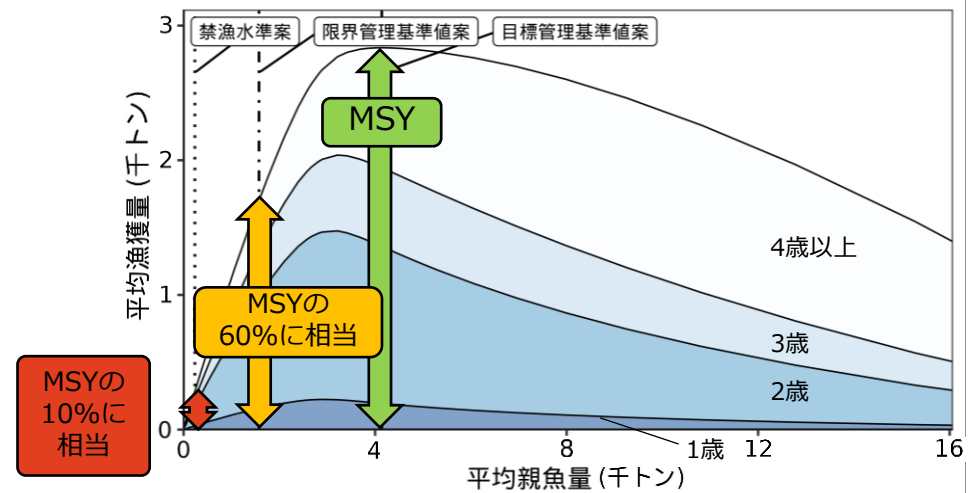 禁漁水準案
限界管理基準値案
目標管理基準値案
平均漁獲量 (千トン)
3
2
1
0
MSY
MSYの
60%に相当
MSYの
10%に
相当
4歳以上
3歳
2歳
1歳
0
4
8
12
16
平均親魚量 (千トン)